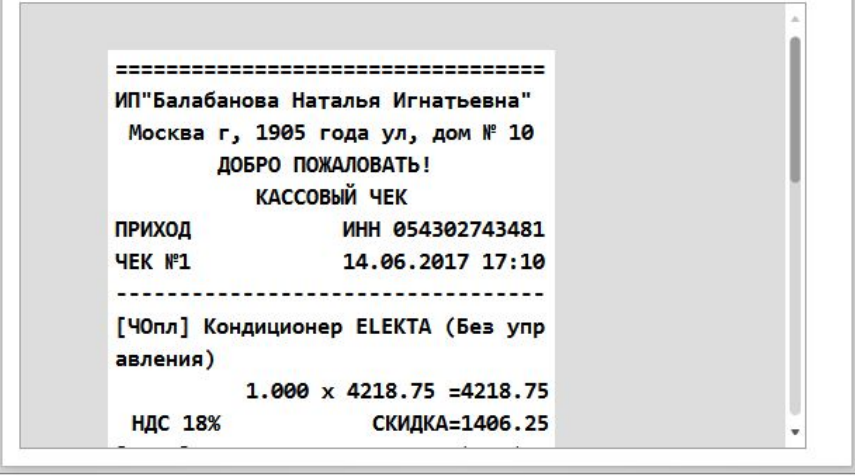 ==================================
ИП"Балабанова Наталья Игнатьевна"
Москва г, 1905 года ул, дом № 10
ДОБРО ПОЖАЛОВАТЬ!
КАССОВЫЙ ЧЕК
ПРИХОД ИНН 054302743481
ЧЕК №1 14.06.2017 17:10
----------------------------------
[ЧОпл] Кондиционер ELEKTA (Без упр
авления)
1.000 x 4218.75 =4218.75
НДС 18% СКИДКА=1406.25